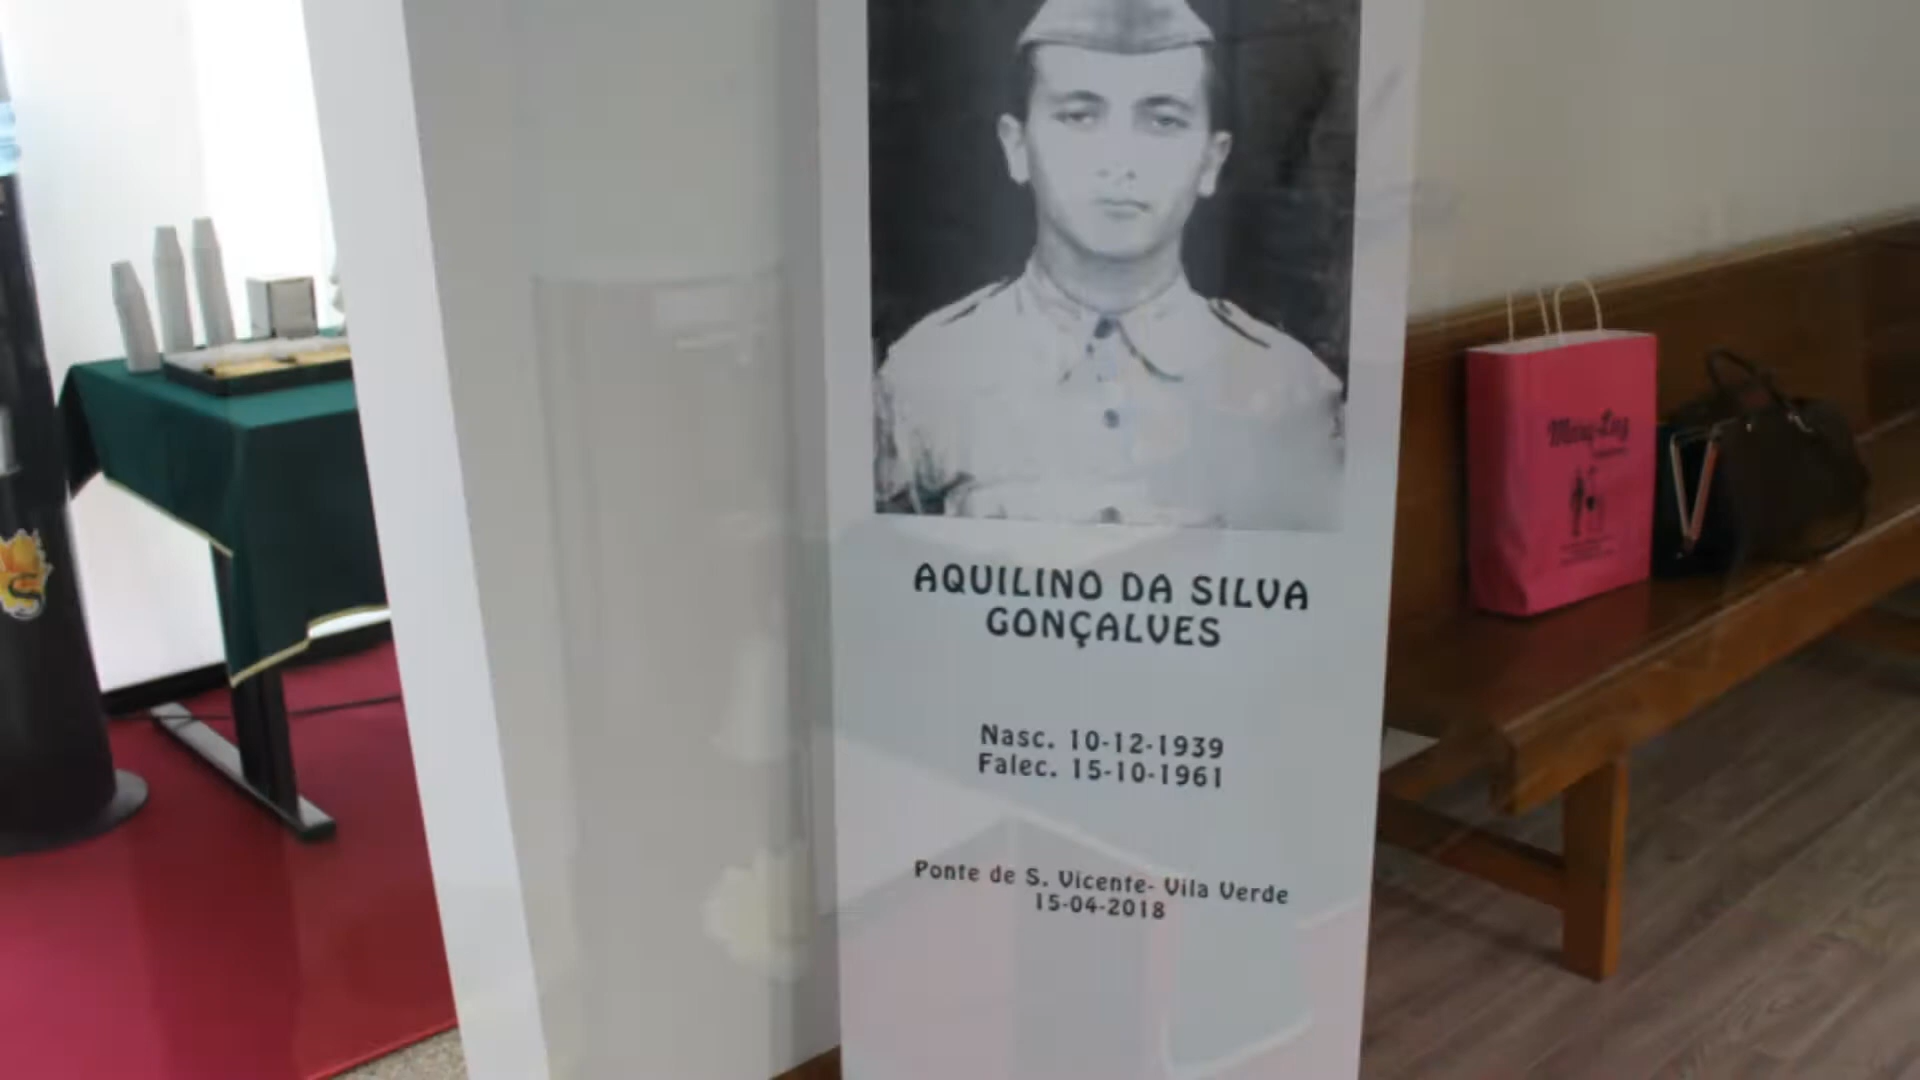 AQUILINO DA SILVA
GONÇALVES
Nasc. 10-12-1939
Falec. 15-10-1961
Ponte de S. Vicente- Vila Verde
15-04-2018